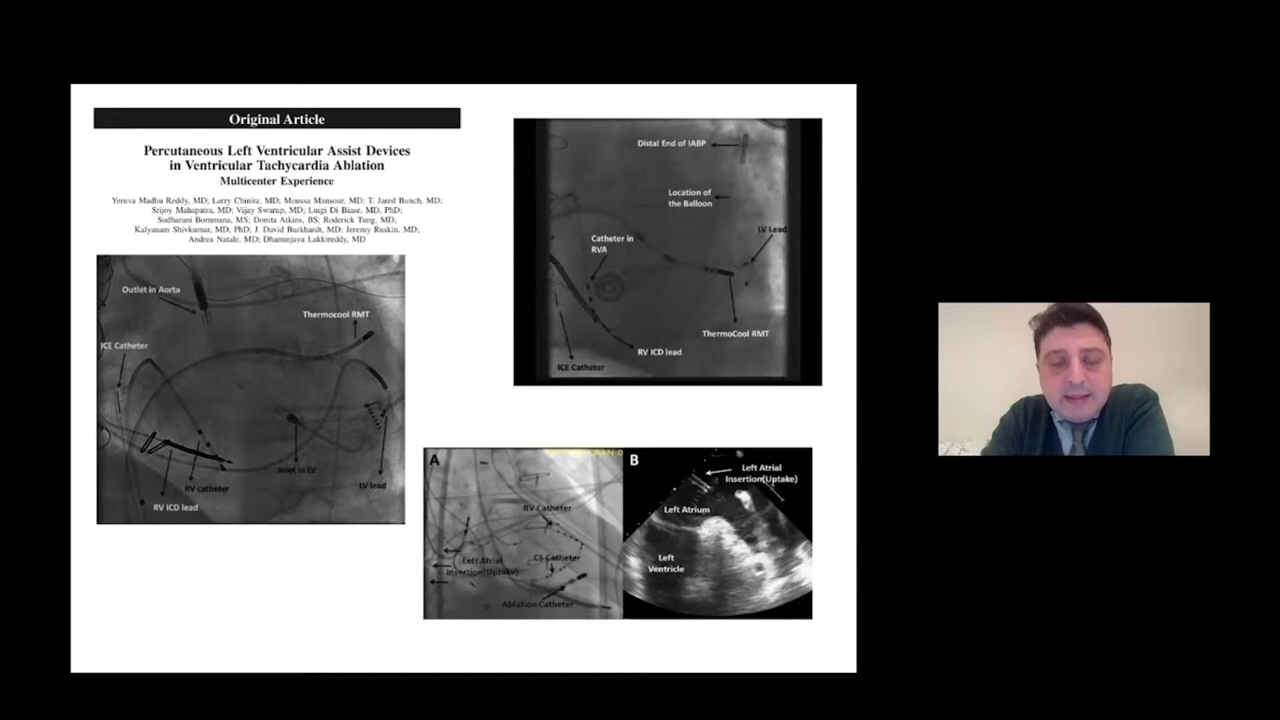 Original Article
Percutaneous Left Ventricular Assist Devices
in Ventricular Tachycardia Ablation
Multicenter Experience
Yeruva Madhu Reddy, MD; Larry Chinitz, MD; Moussa Mansour, MD; T. Jared Bunch, MD;
Srijoy Mahapatra, MD; Vijay Swarup, MD; Luigi Di Biase, MD, PhD;
Sudharani Bommana, MS; Donita Atkins, BS; Roderick Tung, MD;
Kalyanam Shivkumar, MD, PhD; J. David Burkhardt, MD; Jeremy Ruskin, MD;
Andrea Natale, MD; Dhananjaya Lakkireddy, MD
Outlet in Aorta
Thermocool RMT
ICE Catheter
Inlet in LV
RV catheter
LV lead
RV ICD lead
Distal End of IABP
Location of
the Balloon
LV Lead
Catheter in
RVA
ThermoCool RMT
RV ICD lead
ICE Catheter
A
RV Catheter
CS Catheter
Left Atrial
Insertion(Uptake)
Ablation Catheter
B
Left Atrial
Insertion(Uptake)
Left Atrium
Left
Ventricle